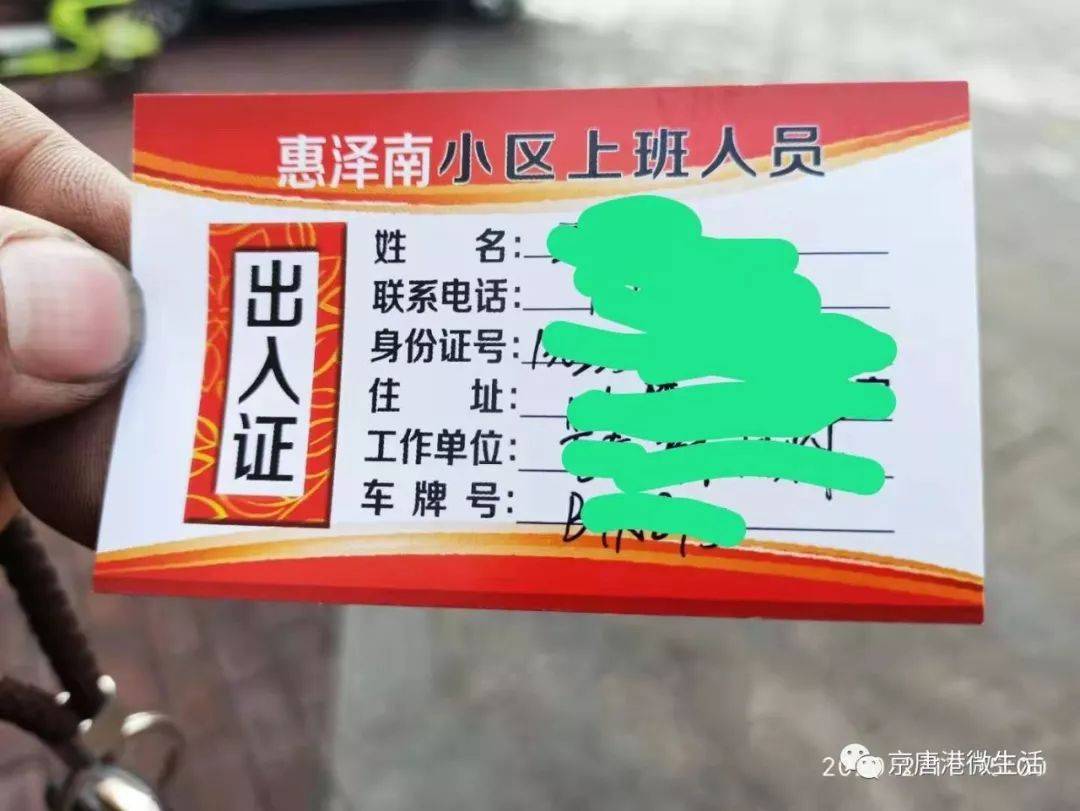 惠泽南小区上班人员
出入证
姓 名:
联系电话:
身份证号:
住 址:
工作单位:
车牌号:
京唐港微生活